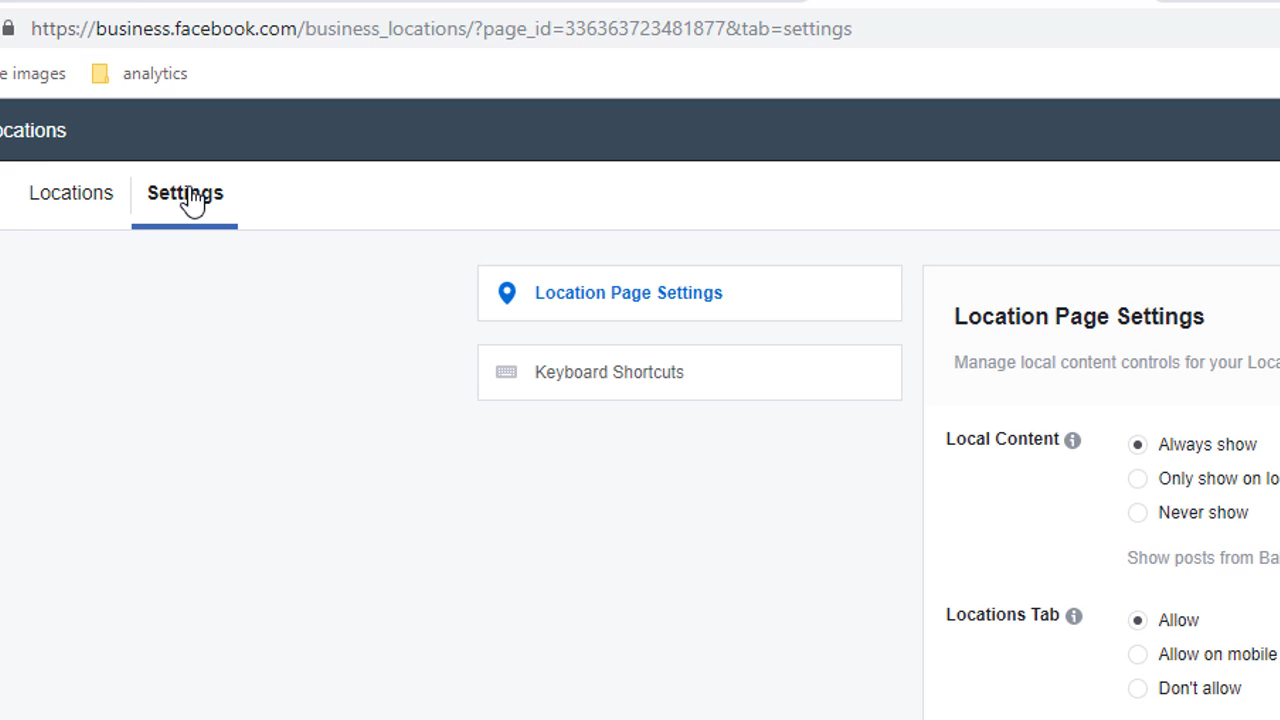 https://business.facebook.com/business_locations/?page_id=336363723481877&tab=settings
e images
analytics
ocations
Locations
Settings
Location Page Settings
Keyboard Shortcuts
Location Page Settings
Manage local content controls for your Loca
Local Content
Always show
Only show on lo
Never show
Show posts from Ba
Locations Tab
Allow
Allow on mobile
Don't allow